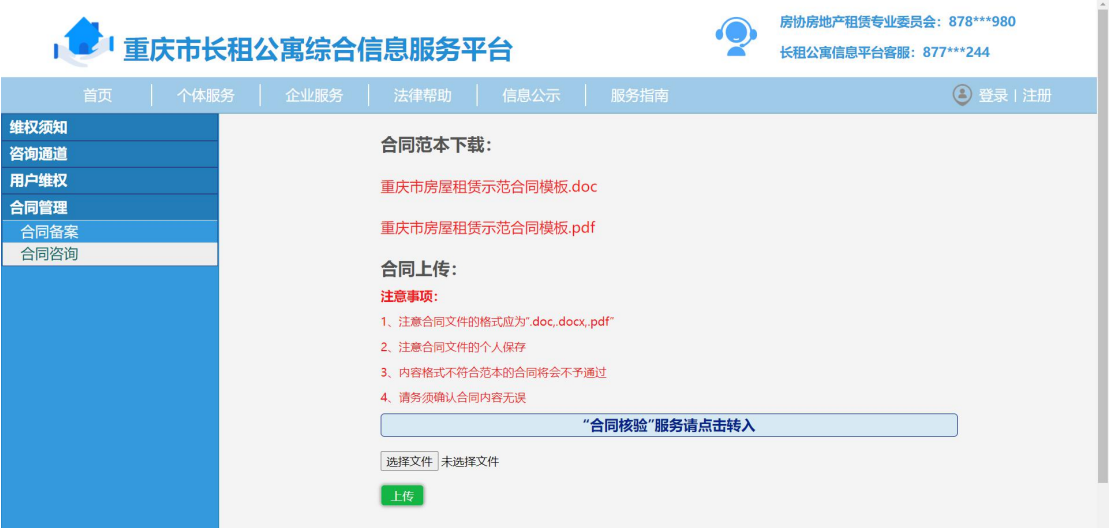 重庆市长租公寓综合信息服务平台
房协房地产租赁专业委员会：878***980
长租公寓信息平台客服：877***244
首页 个体服务 企业服务 法律帮助 信息公示 服务指南 登录 | 注册
维权须知
咨询通道
用户维权
合同管理
合同备案
合同咨询
合同范本下载：
重庆市房屋租赁示范合同模板.doc
重庆市房屋租赁示范合同模板.pdf
合同上传：
注意事项：
1、注意合同文件的格式应为".doc,.docx,.pdf"
2、注意合同文件的个人保存
3、内容格式不符合范本的合同将会不予通过
4、请务须确认合同内容无误
“合同核验”服务请点击转入
选择文件 未选择文件
上传